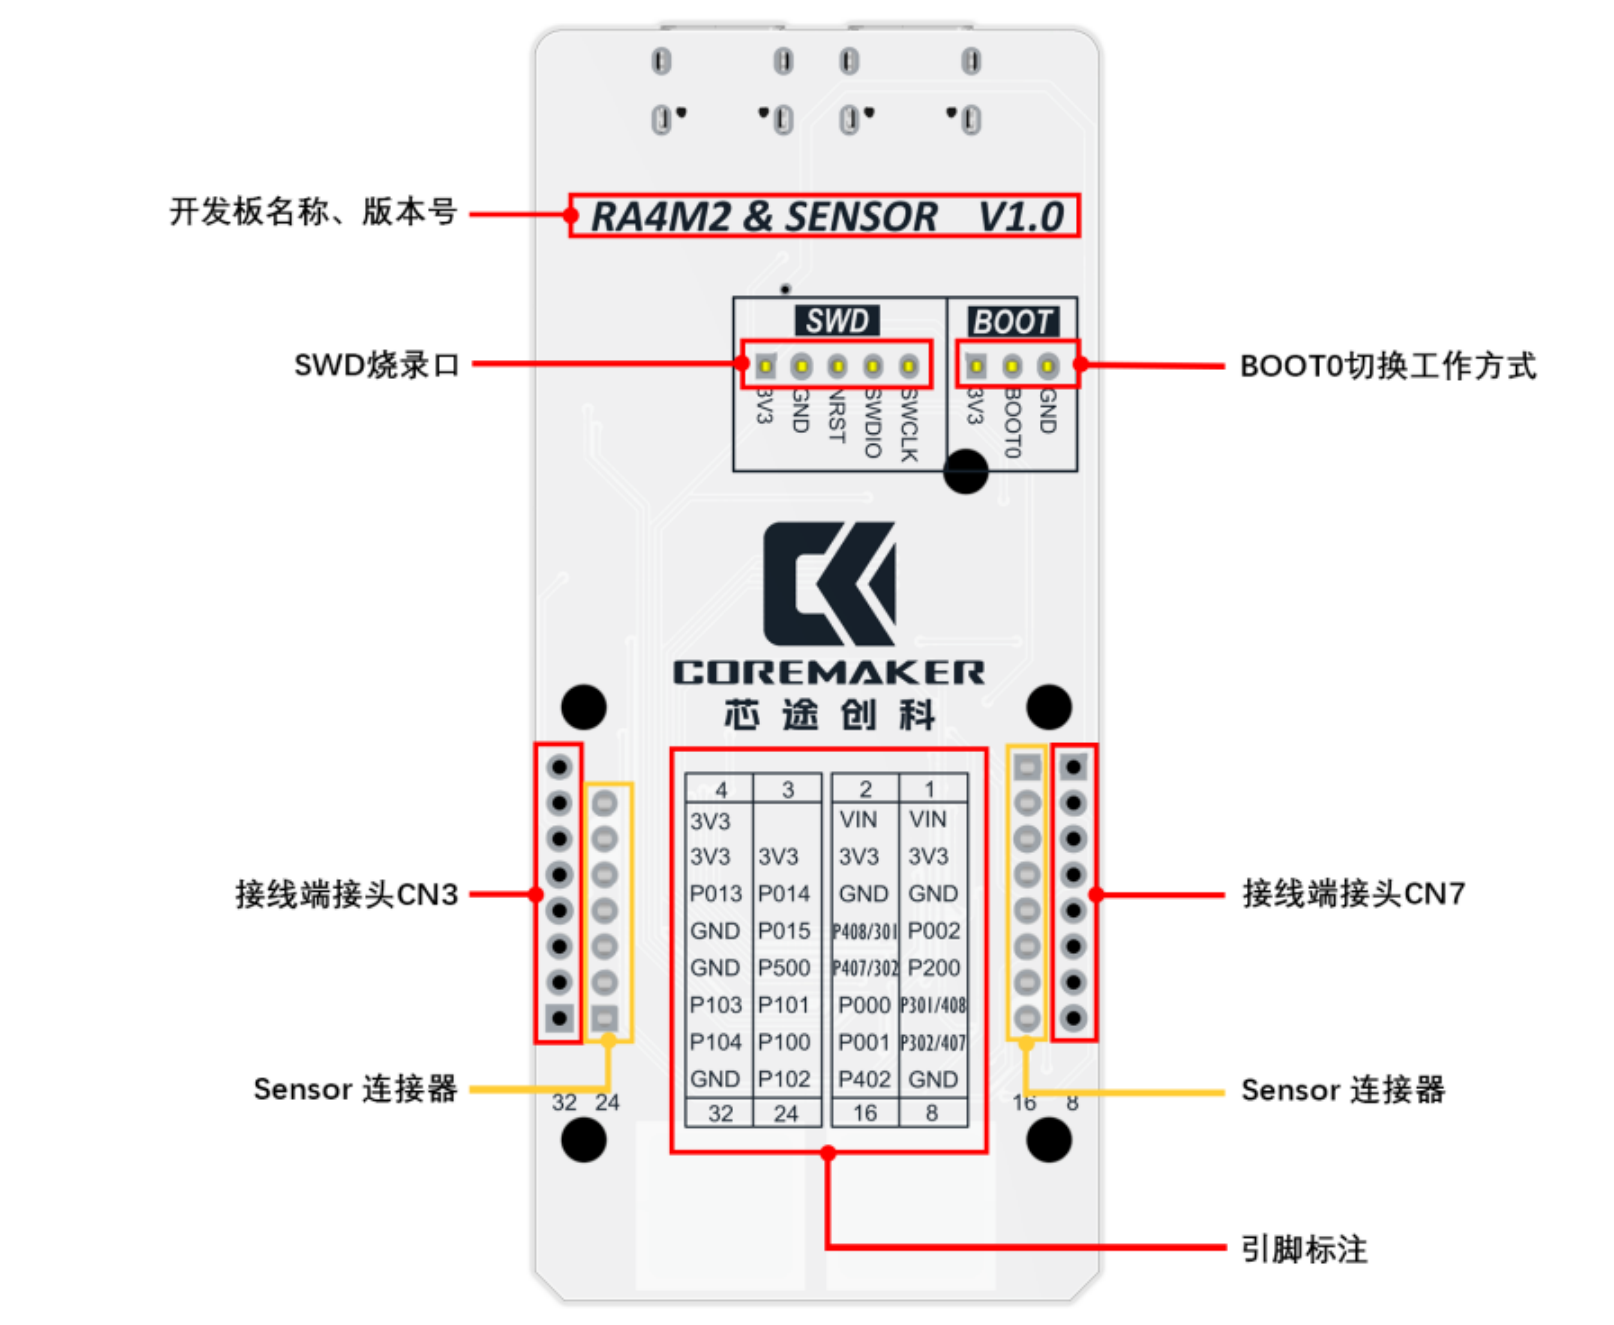 开发板名称、版本号
RA4M2 & SENSOR V1.0
SWD BOOT
SWD烧录口
BOOT0切换工作方式
3V3 GND NRST SWDIO SWCLK 3V3 BOOT0 GND
COREMAKER
芯途创科
4 3 2 1
3V3 VIN VIN
3V3 3V3 3V3 3V3
P013 P014 GND GND
GND P015 P408/301 P002
GND P500 P407/302 P200
P103 P101 P000 P301/408
P104 P100 P001 P302/407
GND P102 P402 GND
32 24 16 8
接线端接头CN3
接线端接头CN7
Sensor 连接器
Sensor 连接器
32 24
16 8
引脚标注